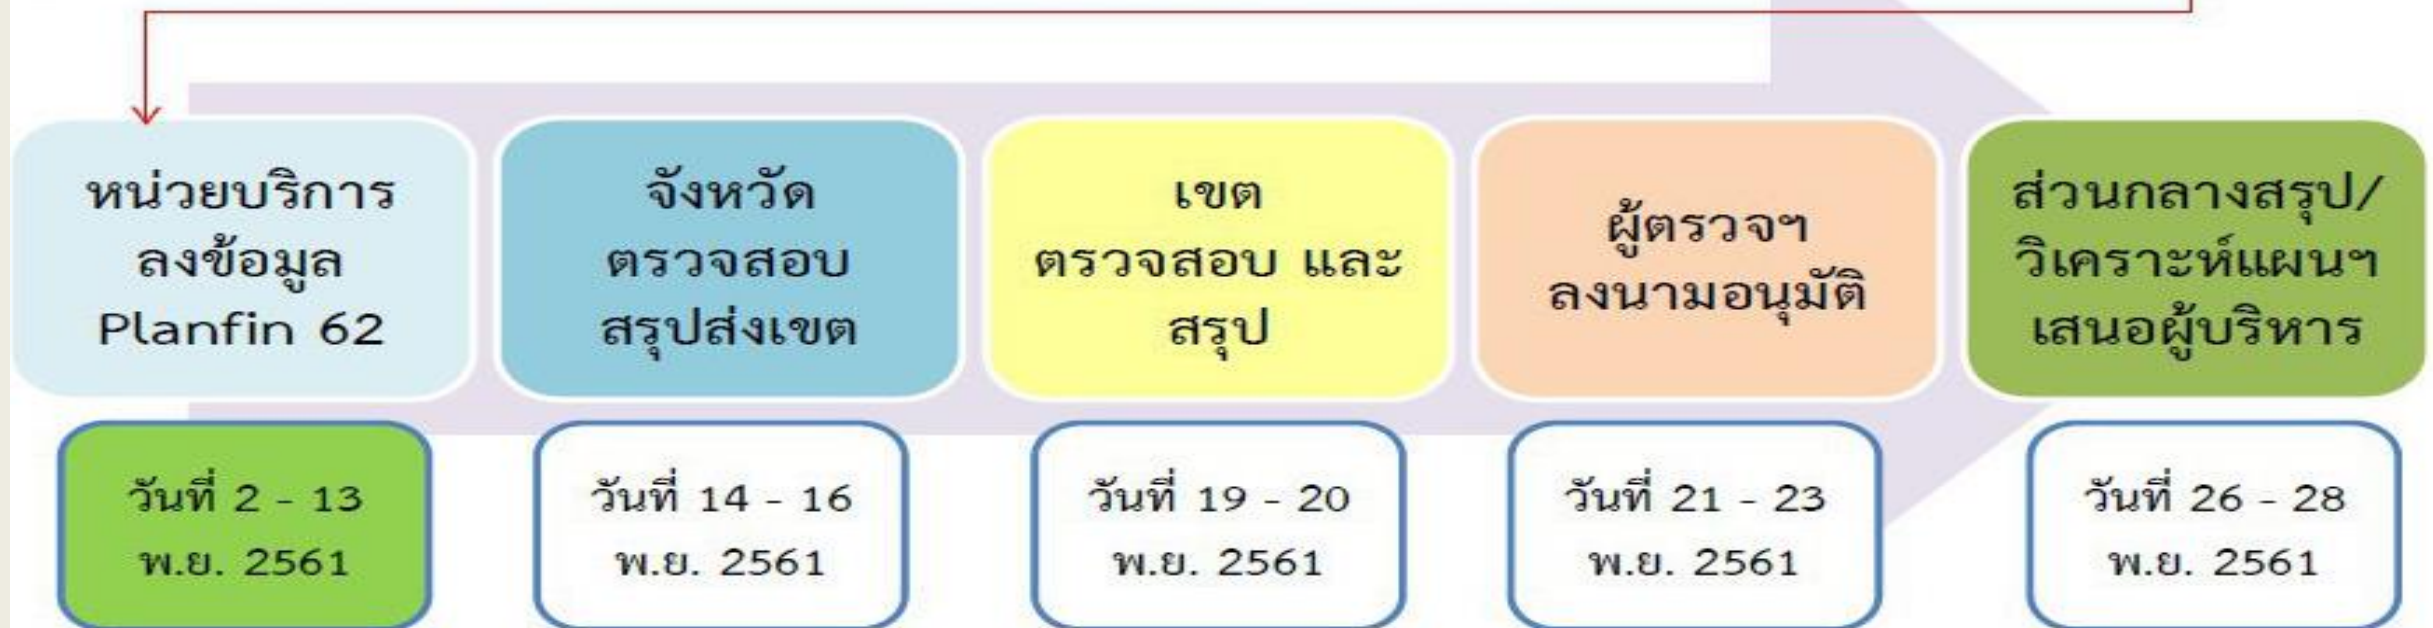 หน่วยบริการ
ลงข้อมูล
Planfin 62
จังหวัด
ตรวจสอบ
สรุปส่งเขต
เขต
ตรวจสอบ และ
สรุป
ผู้ตรวจฯ
ลงนามอนุมัติ
ส่วนกลางสรุป/
วิเคราะห์แผนฯ
เสนอผู้บริหาร
วันที่ 2 - 13
พ.ย. 2561
วันที่ 14 - 16
พ.ย. 2561
วันที่ 19 - 20
พ.ย. 2561
วันที่ 21 - 23
พ.ย. 2561
วันที่ 26 - 28
พ.ย. 2561